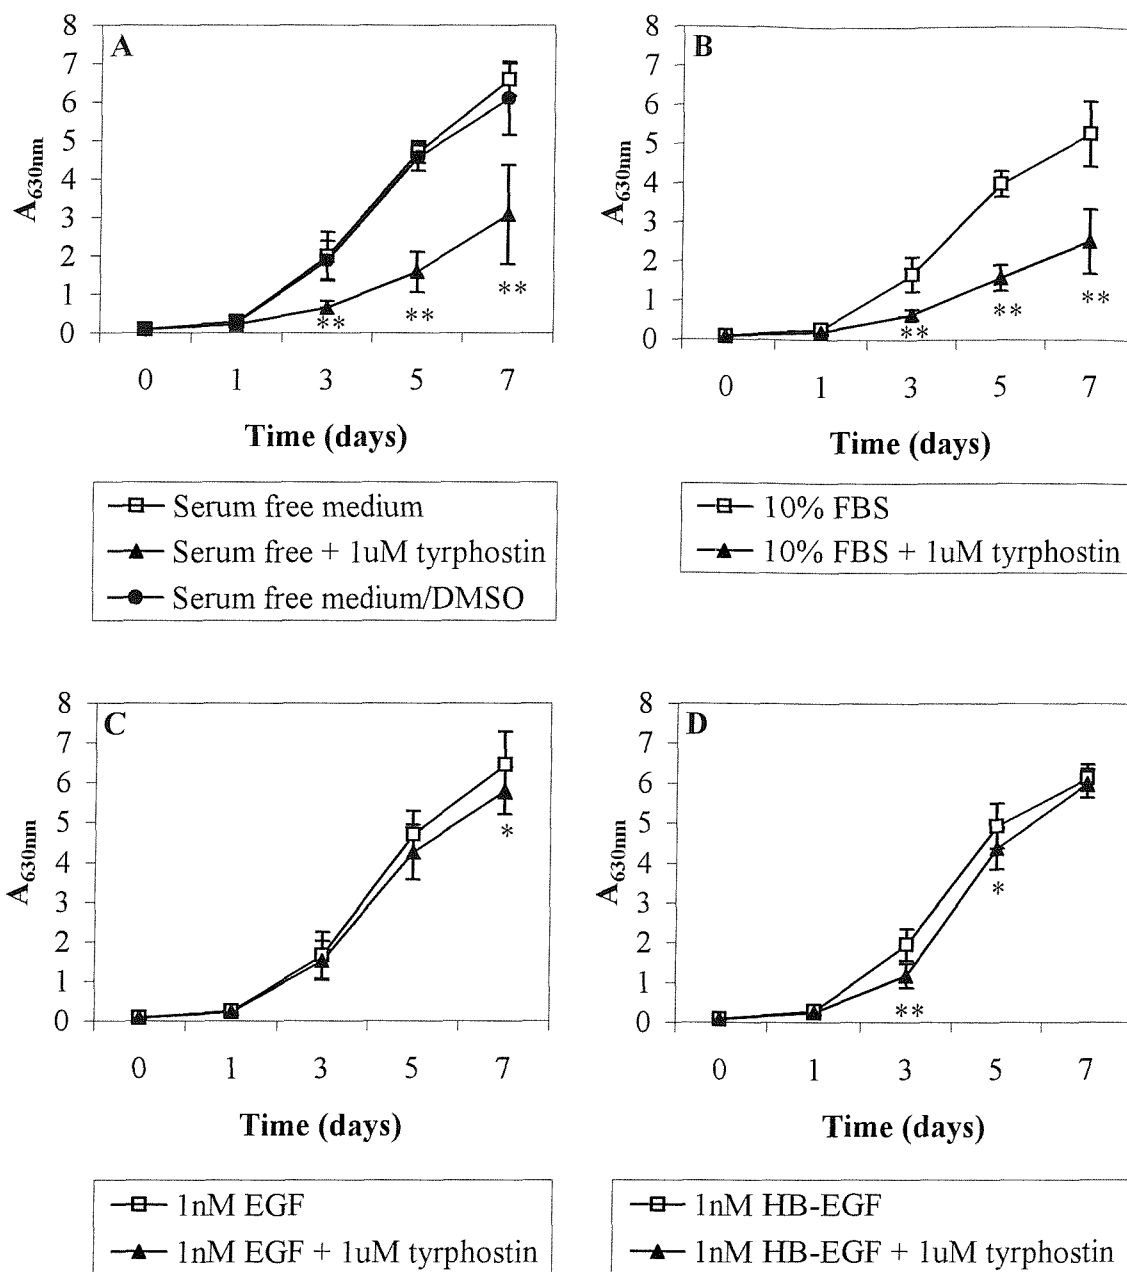 A
8
7
6
5
4
3
2
1
0
A630nm
** ** **
0 1 3 5 7
Time (days)
Serum free medium
Serum free + 1uM tyrphostin
Serum free medium/DMSO
B
8
7
6
5
4
3
2
1
0
A630nm
** ** **
0 1 3 5 7
Time (days)
10% FBS
10% FBS + 1uM tyrphostin
C
8
7
6
5
4
3
2
1
0
A630nm
*
0 1 3 5 7
Time (days)
1nM EGF
1nM EGF + 1uM tyrphostin
D
8
7
6
5
4
3
2
1
0
A630nm
** *
0 1 3 5 7
Time (days)
1nM HB-EGF
1nM HB-EGF + 1uM tyrphostin